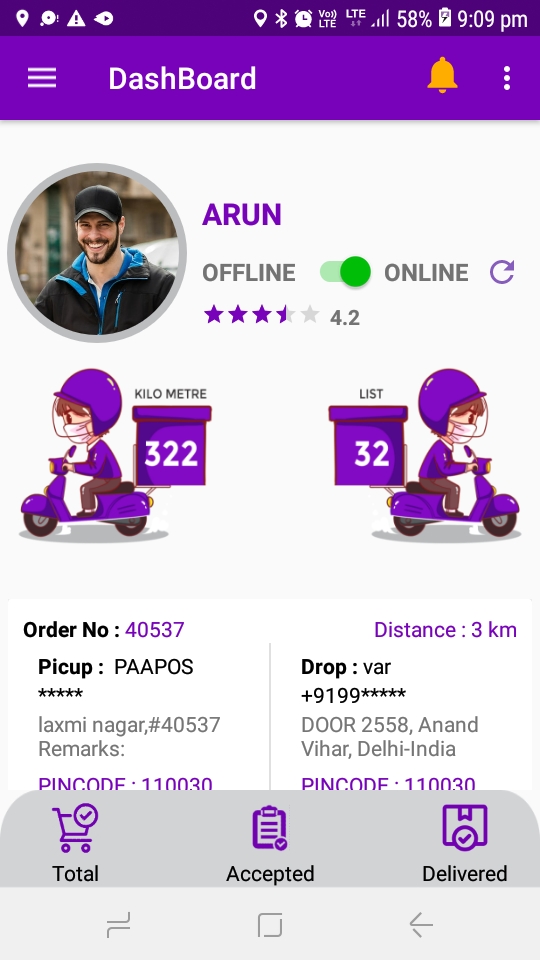 Vo)) LTE LTE 58% 9:09 pm
DashBoard
ARUN
OFFLINE ONLINE
4.2
KILO METRE LIST
322 32
Order No : 40537 Distance : 3 km
Picup : PAAPOS Drop : var
***** +9199*****
laxmi nagar,#40537 DOOR 2558, Anand
Remarks: Vihar, Delhi-India
PINCODE : 110030 PINCODE : 110030
Total Accepted Delivered